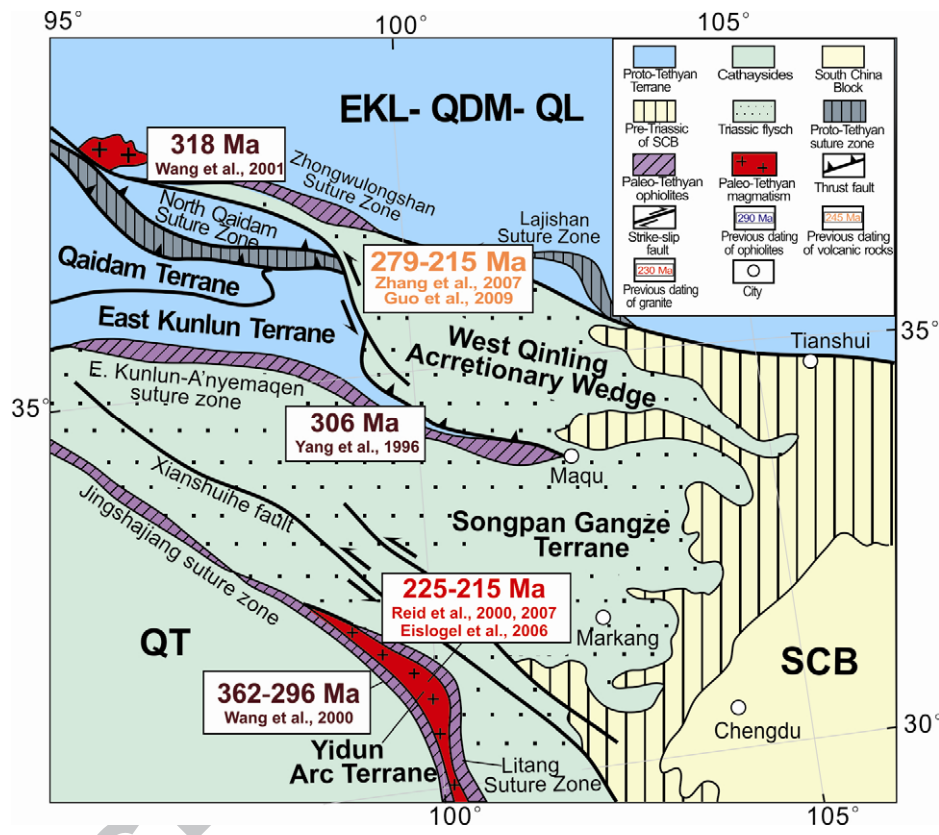 95°
100°
105°
EKL- QDM- QL
318 Ma
Wang et al., 2001
Zhongwulongshan
Suture Zone
North Qaidam
Suture Zone
Lajishan
Suture Zone
Qaidam Terrane
279-215 Ma
Zhang et al., 2007
Guo et al., 2009
East Kunlun Terrane
West Qinling
Acrretionary Wedge
Tianshui
35°
E. Kunlun-A'nyemaqen
suture zone
35°
306 Ma
Yang et al., 1996
Maqu
Xianshuihe fault
Jingshajiang suture zone
Songpan Gangze
Terrane
225-215 Ma
Reid et al., 2000, 2007
Eislogel et al., 2006
Markang
QT
SCB
362-296 Ma
Wang et al., 2000
Chengdu
30°
Yidun
Arc Terrane
Litang
Suture Zone
100°
105°
Proto-Tethyan
Terrane
Cathaysides
South China
Block
Pre-Triassic
of SCB
Triassic flysch
Proto-Tethyan
suture zone
Paleo-Tethyan
ophiolites
Paleo-Tethyan
magmatism
Thrust fault
Strike-slip
fault
290 Ma
Previous dating
of ophiolites
245 Ma
Previous dating
of volcanic rocks
230 Ma
Previous dating
of granite
City